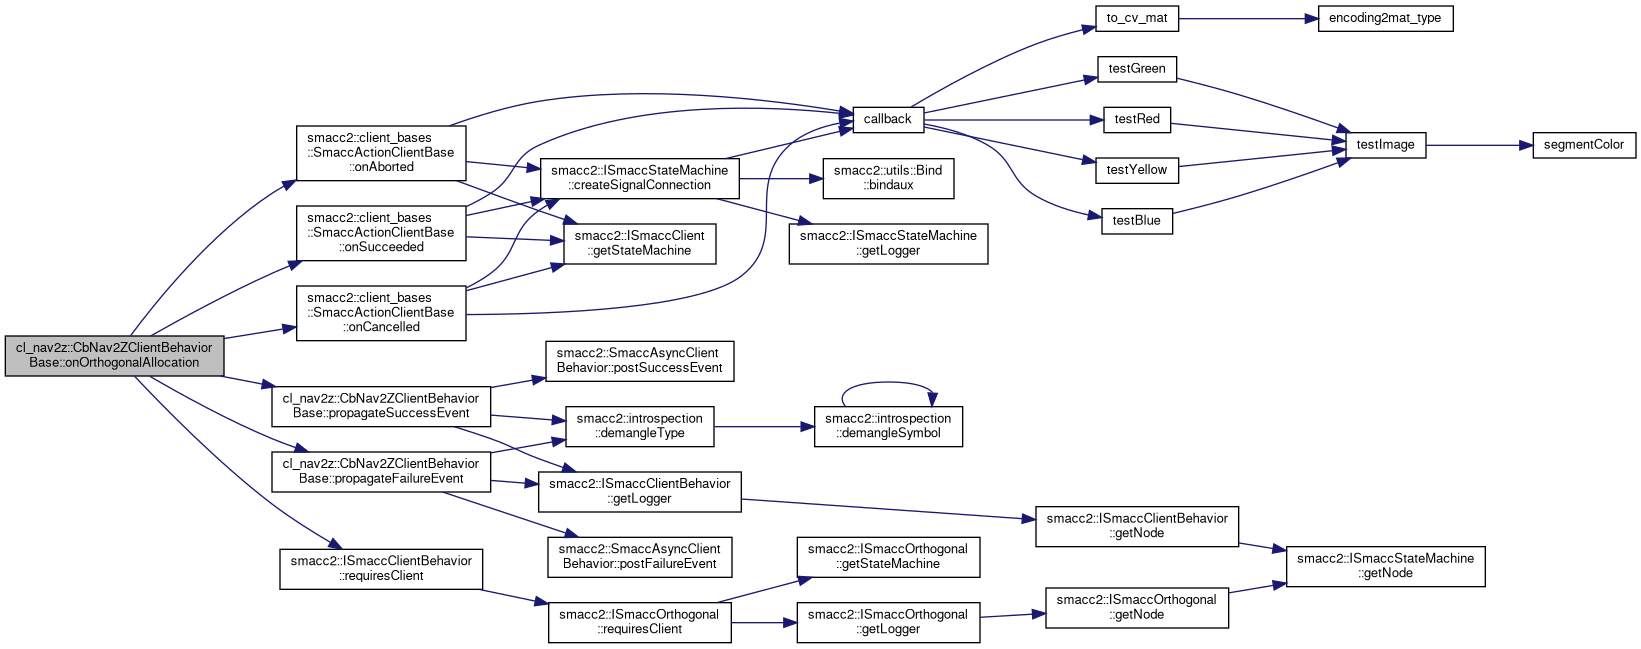 cl_nav2z::CbNav2ZClientBehavior
Base::onOrthogonalAllocation
smacc2::client_bases
::SmaccActionClientBase
::onAborted
smacc2::client_bases
::SmaccActionClientBase
::onSucceeded
smacc2::client_bases
::SmaccActionClientBase
::onCancelled
cl_nav2z::CbNav2ZClientBehavior
Base::propagateSuccessEvent
cl_nav2z::CbNav2ZClientBehavior
Base::propagateFailureEvent
smacc2::ISmaccClientBehavior
::requiresClient
smacc2::ISmaccStateMachine
::createSignalConnection
smacc2::ISmaccClient
::getStateMachine
smacc2::SmaccAsyncClient
Behavior::postSuccessEvent
smacc2::introspection
::demangleType
smacc2::ISmaccClientBehavior
::getLogger
smacc2::SmaccAsyncClient
Behavior::postFailureEvent
smacc2::ISmaccOrthogonal
::requiresClient
callback
smacc2::utils::Bind
::bindaux
smacc2::ISmaccStateMachine
::getLogger
smacc2::introspection
::demangleSymbol
smacc2::ISmaccOrthogonal
::getStateMachine
smacc2::ISmaccOrthogonal
::getLogger
to_cv_mat
testGreen
testRed
testYellow
testBlue
smacc2::ISmaccClientBehavior
::getNode
smacc2::ISmaccOrthogonal
::getNode
encoding2mat_type
testImage
smacc2::ISmaccStateMachine
::getNode
segmentColor